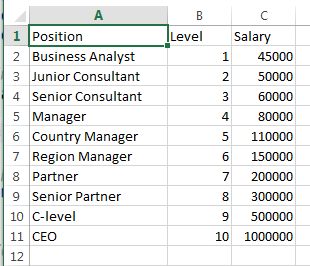 A B C
1 Position Level Salary
2 Business Analyst 1 45000
3 Junior Consultant 2 50000
4 Senior Consultant 3 60000
5 Manager 4 80000
6 Country Manager 5 110000
7 Region Manager 6 150000
8 Partner 7 200000
9 Senior Partner 8 300000
10 C-level 9 500000
11 CEO 10 1000000
12